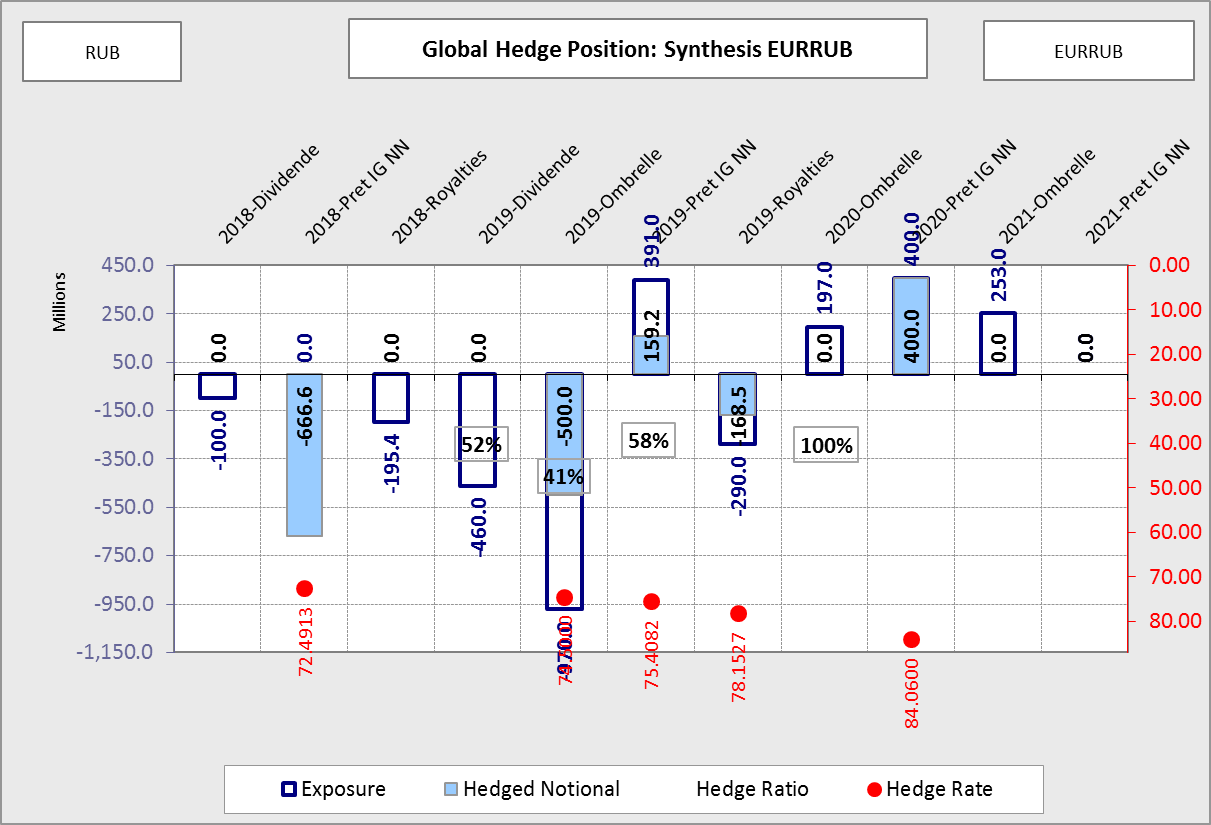 RUB
Global Hedge Position: Synthesis EURRUB
EURRUB
2018-Dividende
2018-Pret IG NN
2018-Royalties
2019-Dividende
2019-Ombrelle
2019-Pret IG NN
2019-Royalties
2020-Ombrelle
2020-Pret IG NN
2021-Ombrelle
2021-Pret IG NN
Millions
450.0
250.0
50.0
-150.0
-350.0
-550.0
-750.0
-950.0
-1,150.0
0.00
10.00
20.00
30.00
40.00
50.00
60.00
70.00
80.00
0.0
0.0
0.0
0.0
391.0
197.0
400.0
253.0
0.0
-100.0
-666.6
-195.4
-460.0
-500.0
-970.0
159.2
-168.5
-290.0
0.0
400.0
0.0
52%
41%
58%
100%
72.4913
75.4082
78.1527
84.0600
Exposure
Hedged Notional
Hedge Ratio
Hedge Rate